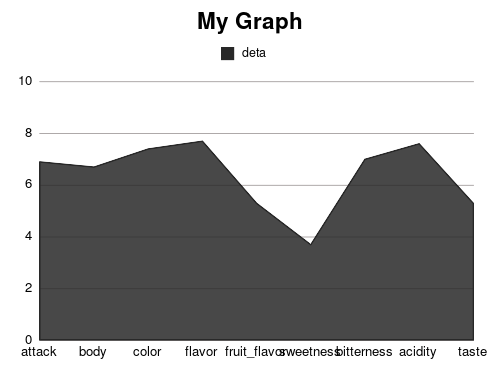 My Graph
deta
10
8
6
4
2
0
attack body color flavor fruit_flavor sweetness bitterness acidity taste